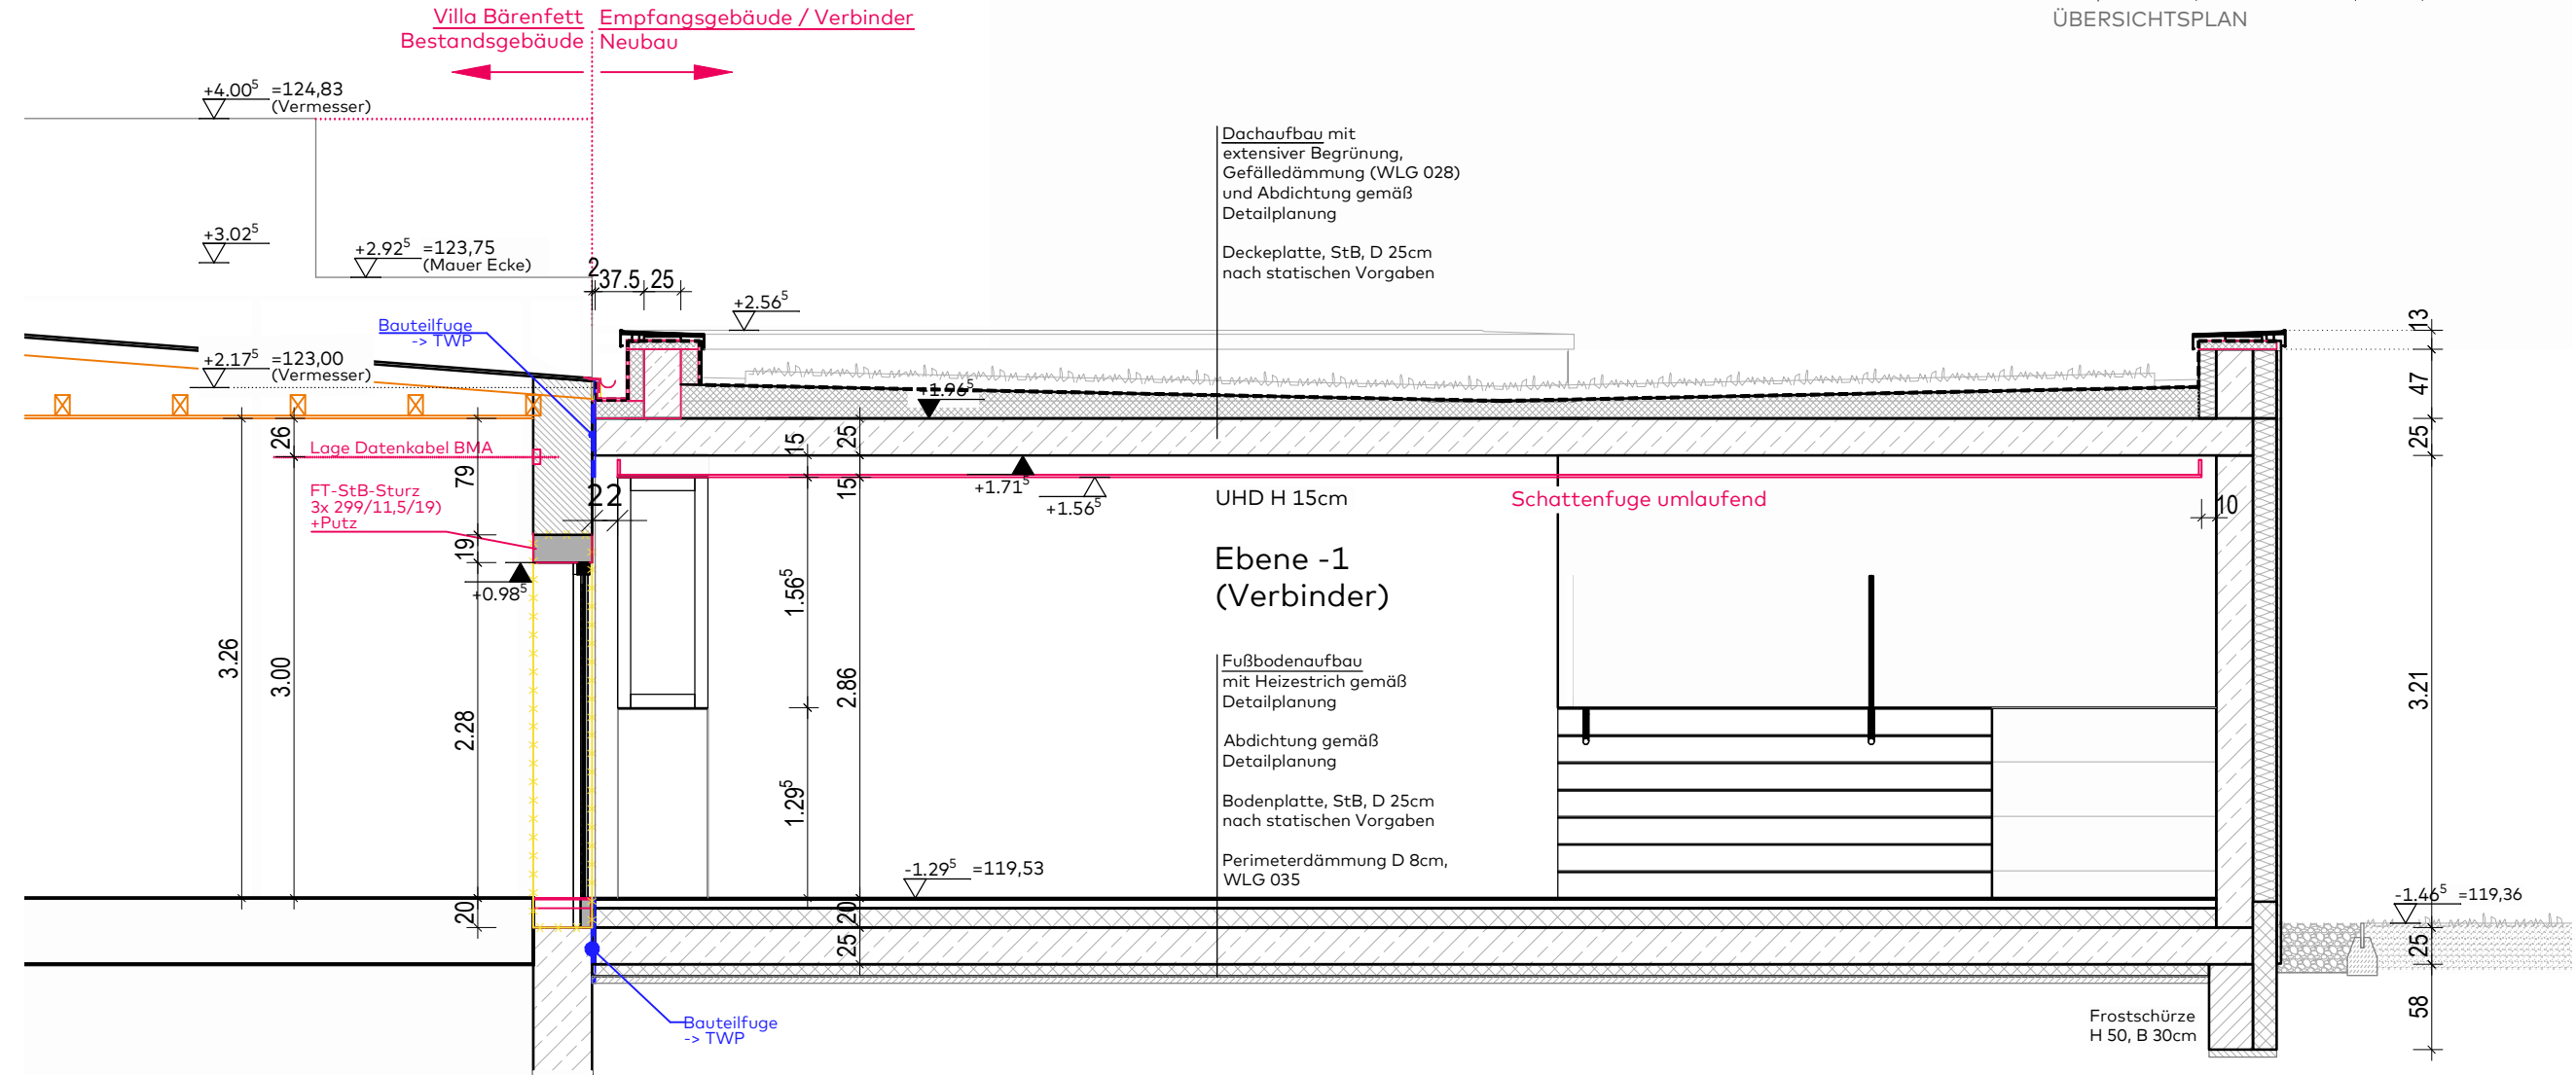 Villa Bärenfett
Bestandsgebäude
Empfangsgebäude / Verbinder
Neubau
ÜBERSICHTSPLAN
+4.00⁵ =124,83
(Vermesser)
+3.02⁵
+2.92⁵ =123,75
(Mauer Ecke)
+2.17⁵ =123,00
(Vermesser)
Bauteilfuge
-> TWP
2
37.5
25
+2.56⁵
Dachaufbau mit
extensiver Begrünung,
Gefälledämmung (WLG 028)
und Abdichtung gemäß
Detailplanung
Deckeplatte, StB, D 25cm
nach statischen Vorgaben
+1.96⁵
26
Lage Datenkabel BMA
79
FT-StB-Sturz
3x 299/11,5/19)
+Putz
19
+0.98⁵
22
15
25
15
+1.71⁵
+1.56⁵
UHD H 15cm
Schattenfuge umlaufend
10
Ebene -1
(Verbinder)
3.26
3.00
2.28
20
1.56⁵
1.29⁵
2.86
20
25
Fußbodenaufbau
mit Heizestrich gemäß
Detailplanung
Abdichtung gemäß
Detailplanung
Bodenplatte, StB, D 25cm
nach statischen Vorgaben
Perimeterdämmung D 8cm,
WLG 035
-1.29⁵ =119,53
Bauteilfuge
-> TWP
Frostschürze
H 50, B 30cm
13
47
25
3.21
-1.46⁵ =119,36
25
58